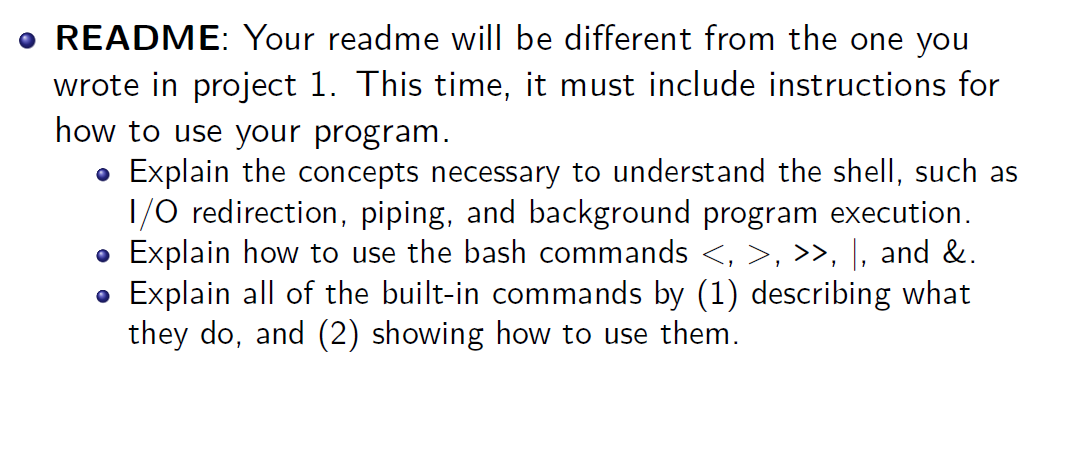 README: Your readme will be different from the one you
wrote in project 1. This time, it must include instructions for
how to use your program.
Explain the concepts necessary to understand the shell, such as
I/O redirection, piping, and background program execution.
Explain how to use the bash commands <, >, >>, |, and &.
Explain all of the built-in commands by (1) describing what
they do, and (2) showing how to use them.